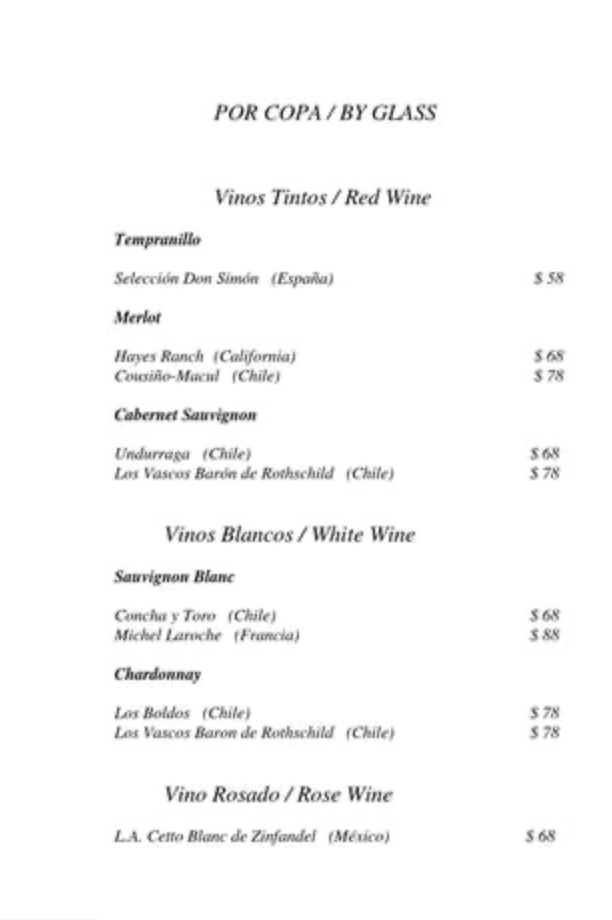 POR COPA / BY GLASS
Vinos Tintos / Red Wine
Tempranillo
Selección Don Simón (España) $ 58
Merlot
Hayes Ranch (California) $ 68
Cousiño-Macul (Chile) $ 78
Cabernet Sauvignon
Undurraga (Chile) $ 68
Los Vascos Barón de Rothschild (Chile) $ 78
Vinos Blancos / White Wine
Sauvignon Blanc
Concha y Toro (Chile) $ 68
Michel Laroche (Francia) $ 88
Chardonnay
Los Boldos (Chile) $ 78
Los Vascos Baron de Rothschild (Chile) $ 78
Vino Rosado / Rose Wine
L.A. Cetto Blanc de Zinfandel (México) $ 68